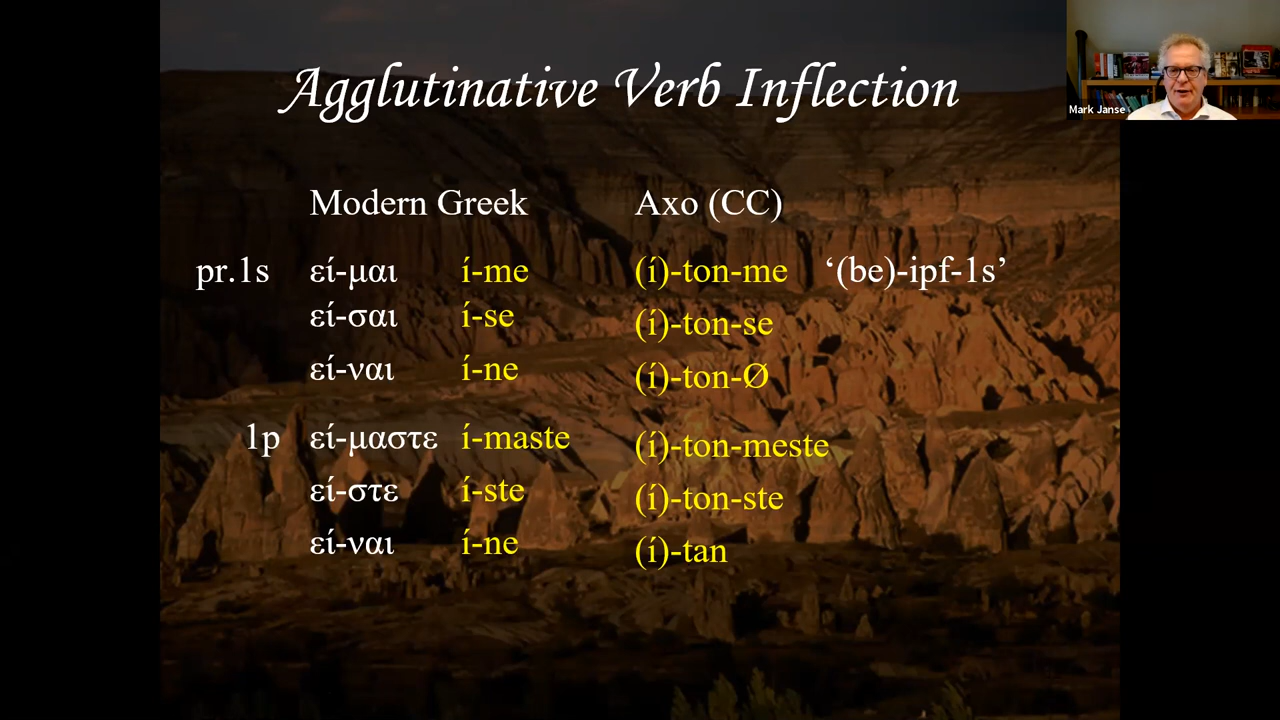 Agglutinative Verb Inflection
Mark Janse
Modern Greek Axo (CC)
pr.1s εί-μαι í-me (í)-ton-me ‘(be)-ipf-1s’
εί-σαι í-se (í)-ton-se
εί-ναι í-ne (í)-ton-Ø
1p εί-μαστε í-maste (í)-ton-meste
εί-στε í-ste (í)-ton-ste
εί-ναι í-ne (í)-tan